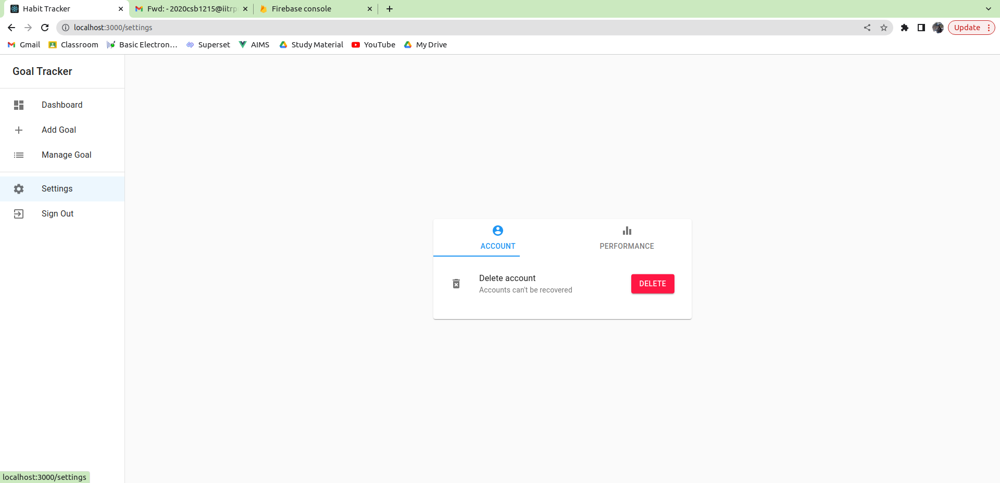 Habit Tracker
Fwd: - 2020csb1215@iitrp
Firebase console
localhost:3000/settings
Update
Gmail
Classroom
Basic Electron...
Superset
AIMS
Study Material
YouTube
My Drive
Goal Tracker
Dashboard
Add Goal
Manage Goal
Settings
Sign Out
ACCOUNT
PERFORMANCE
Delete account
Accounts can't be recovered
DELETE
localhost:3000/settings